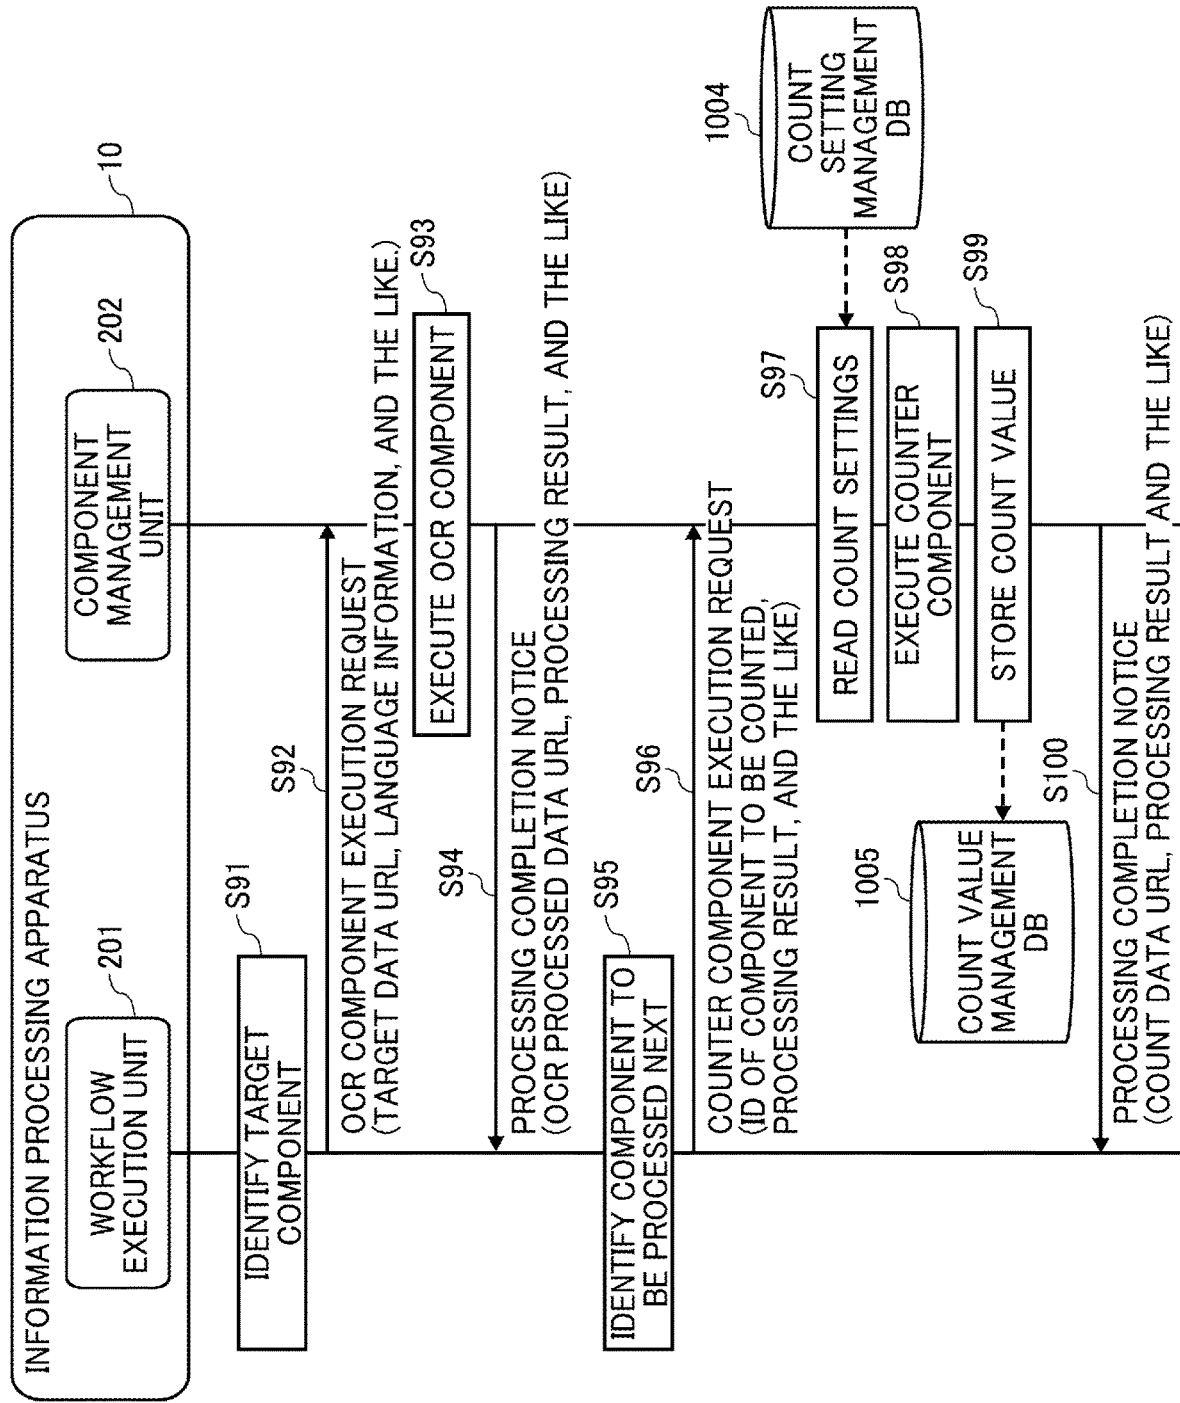 INFORMATION PROCESSING APPARATUS
10
WORKFLOW
EXECUTION UNIT
201
COMPONENT
MANAGEMENT
UNIT
202
IDENTIFY TARGET
COMPONENT
S91
S92
OCR COMPONENT EXECUTION REQUEST
(TARGET DATA URL, LANGUAGE INFORMATION, AND THE LIKE.)
EXECUTE OCR COMPONENT
S93
S94
PROCESSING COMPLETION NOTICE
(OCR PROCESSED DATA URL, PROCESSING RESULT, AND THE LIKE)
IDENTIFY COMPONENT TO
BE PROCESSED NEXT
S95
S96
COUNTER COMPONENT EXECUTION REQUEST
(ID OF COMPONENT TO BE COUNTED,
PROCESSING RESULT, AND THE LIKE)
1004
COUNT
SETTING
MANAGEMENT
DB
S97
READ COUNT SETTINGS
EXECUTE COUNTER
COMPONENT
S98
STORE COUNT VALUE
S99
1005
COUNT VALUE
MANAGEMENT
DB
S100
PROCESSING COMPLETION NOTICE
(COUNT DATA URL, PROCESSING RESULT AND THE LIKE)